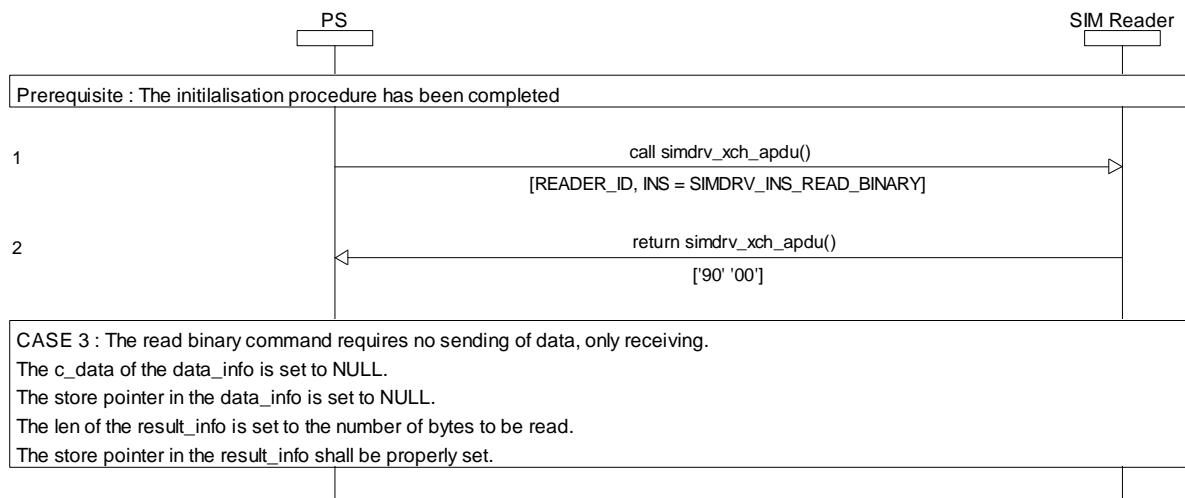 PS
SIM Reader
Prerequisite : The initilalisation procedure has been completed
1
call simdrv_xch_apdu()
[READER_ID, INS = SIMDRV_INS_READ_BINARY]
2
return simdrv_xch_apdu()
['90' '00']
CASE 3 : The read binary command requires no sending of data, only receiving.
The c_data of the data_info is set to NULL.
The store pointer in the data_info is set to NULL.
The len of the result_info is set to the number of bytes to be read.
The store pointer in the result_info shall be properly set.